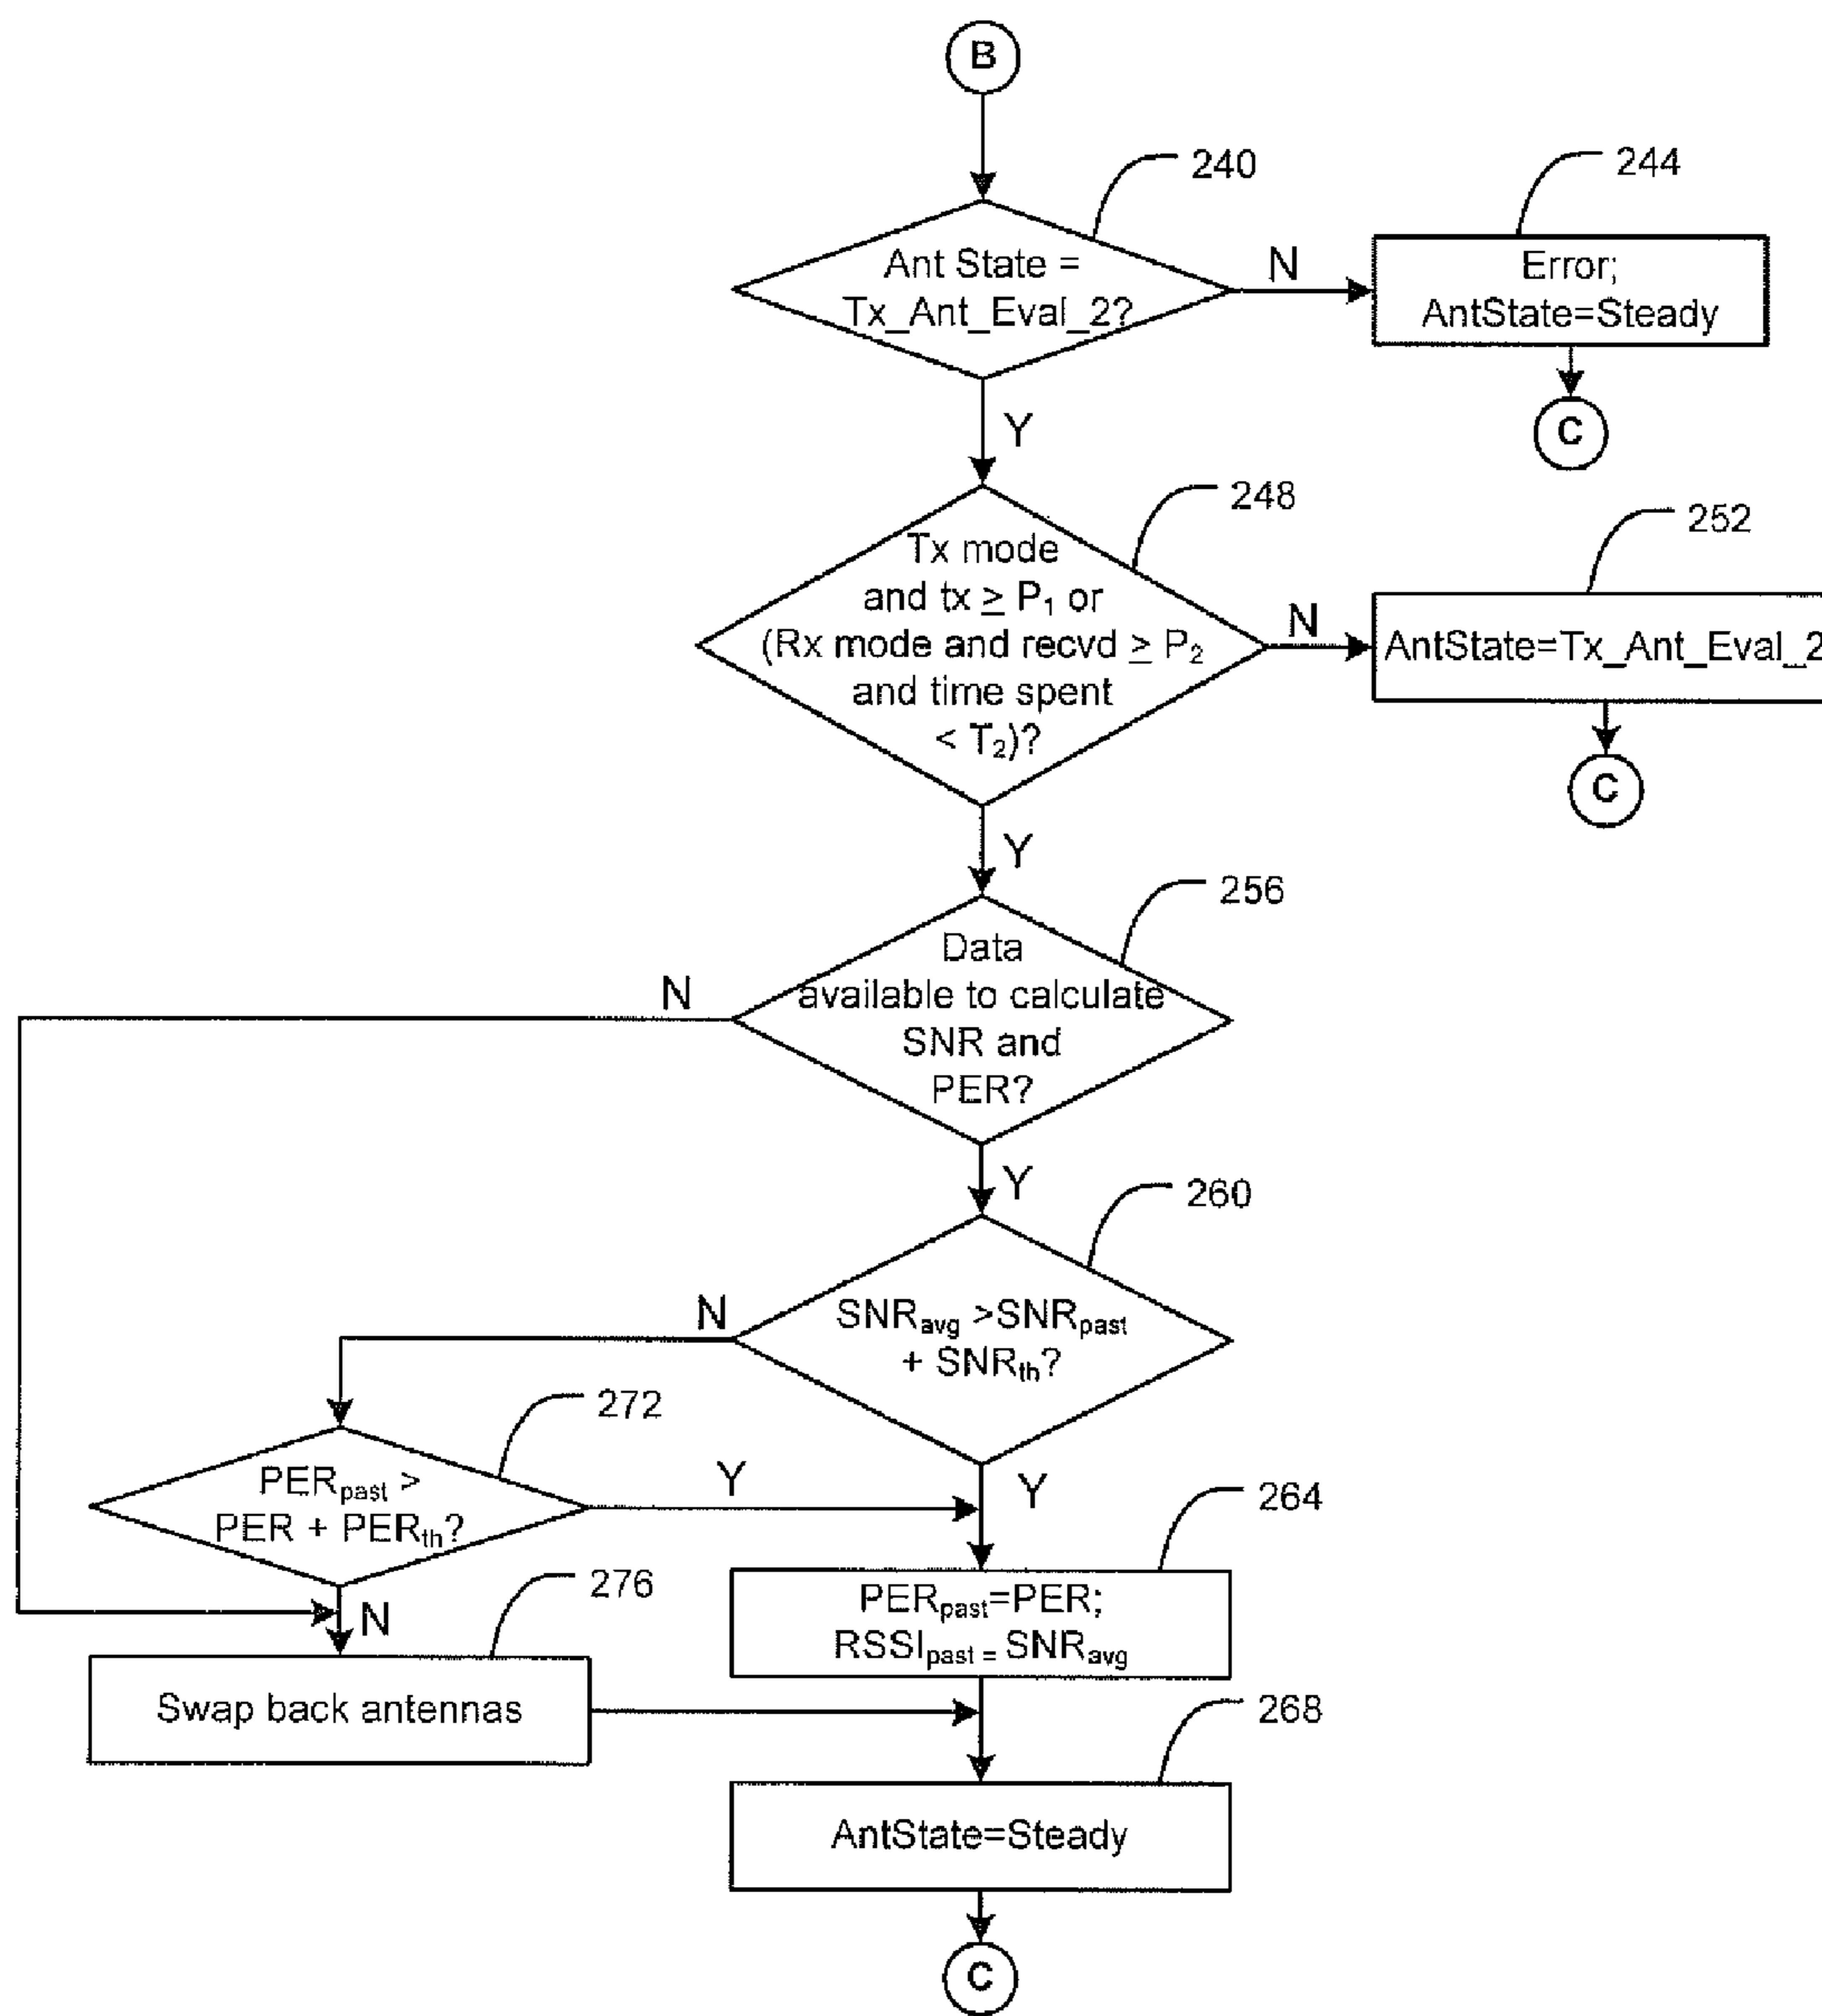 B
240
Ant State =
Tx_Ant_Eval_2?
N
244
Error;
AntState=Steady
C
Y
248
Tx mode
and tx ≥ P₁ or
(Rx mode and recvd ≥ P₂
and time spent
< T₂)?
N
252
AntState=Tx_Ant_Eval_2
C
Y
256
Data
available to calculate
SNR and
PER?
N
Y
260
SNRavg >SNRpast
+ SNRth?
N
272
PERpast >
PER + PERth?
Y
Y
264
PERpast=PER;
RSSIpast = SNRavg
276
N
Swap back antennas
268
AntState=Steady
C